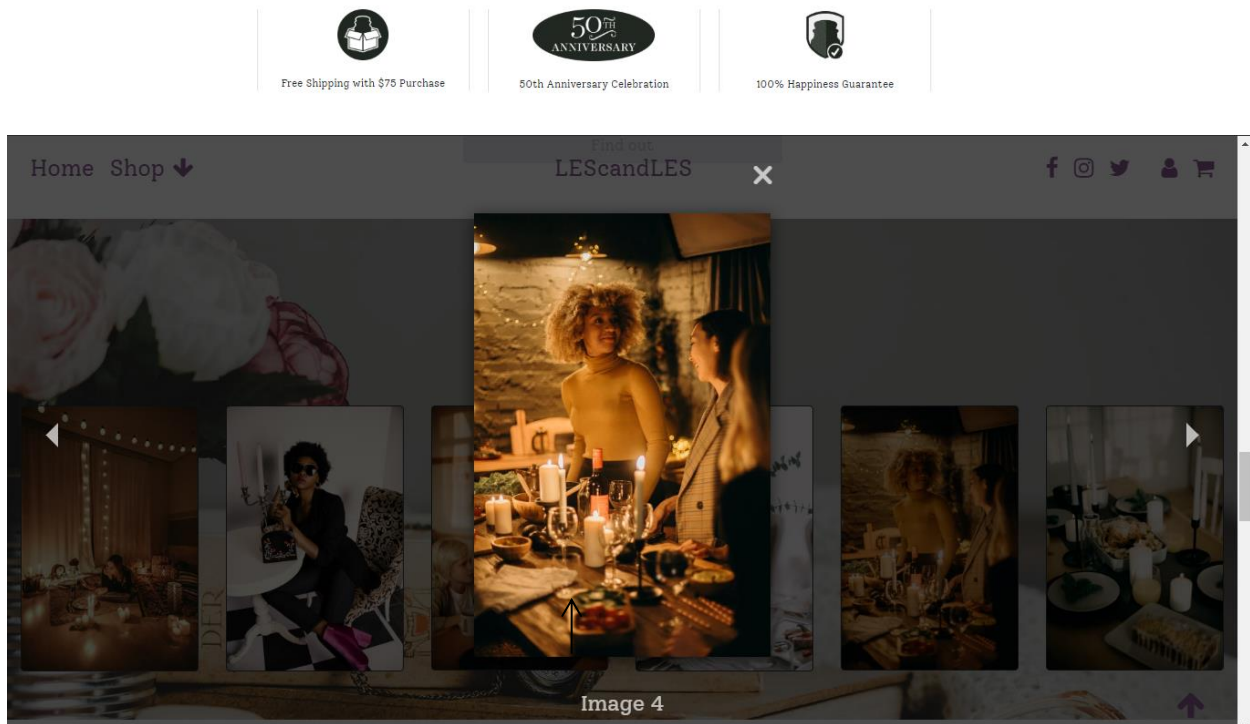 50TH
ANNIVERSARY
Free Shipping with $75 Purchase
50th Anniversary Celebration
100% Happiness Guarantee
Find out
Home Shop
LEScandLES
DER
Image 4